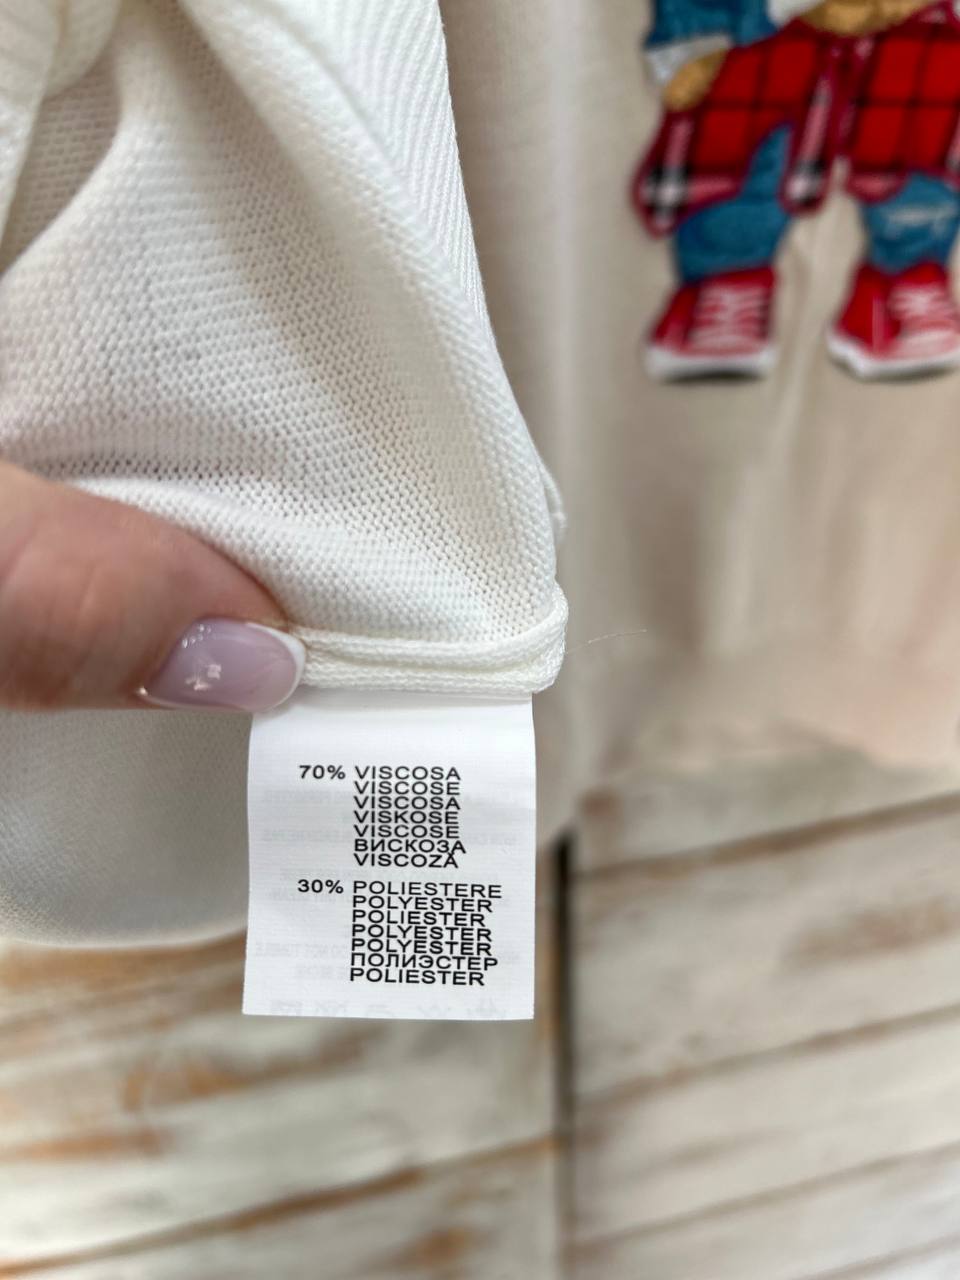 70% VISCOSA
VISCOSE
VISCOSA
VISKOSE
VISCOSE
ВИСКОЗА
VISCOZĂ
30% POLIESTERE
POLYESTER
POLIESTER
POLYESTER
POLYESTER
ПОЛИЭСТЕР
POLIESTER